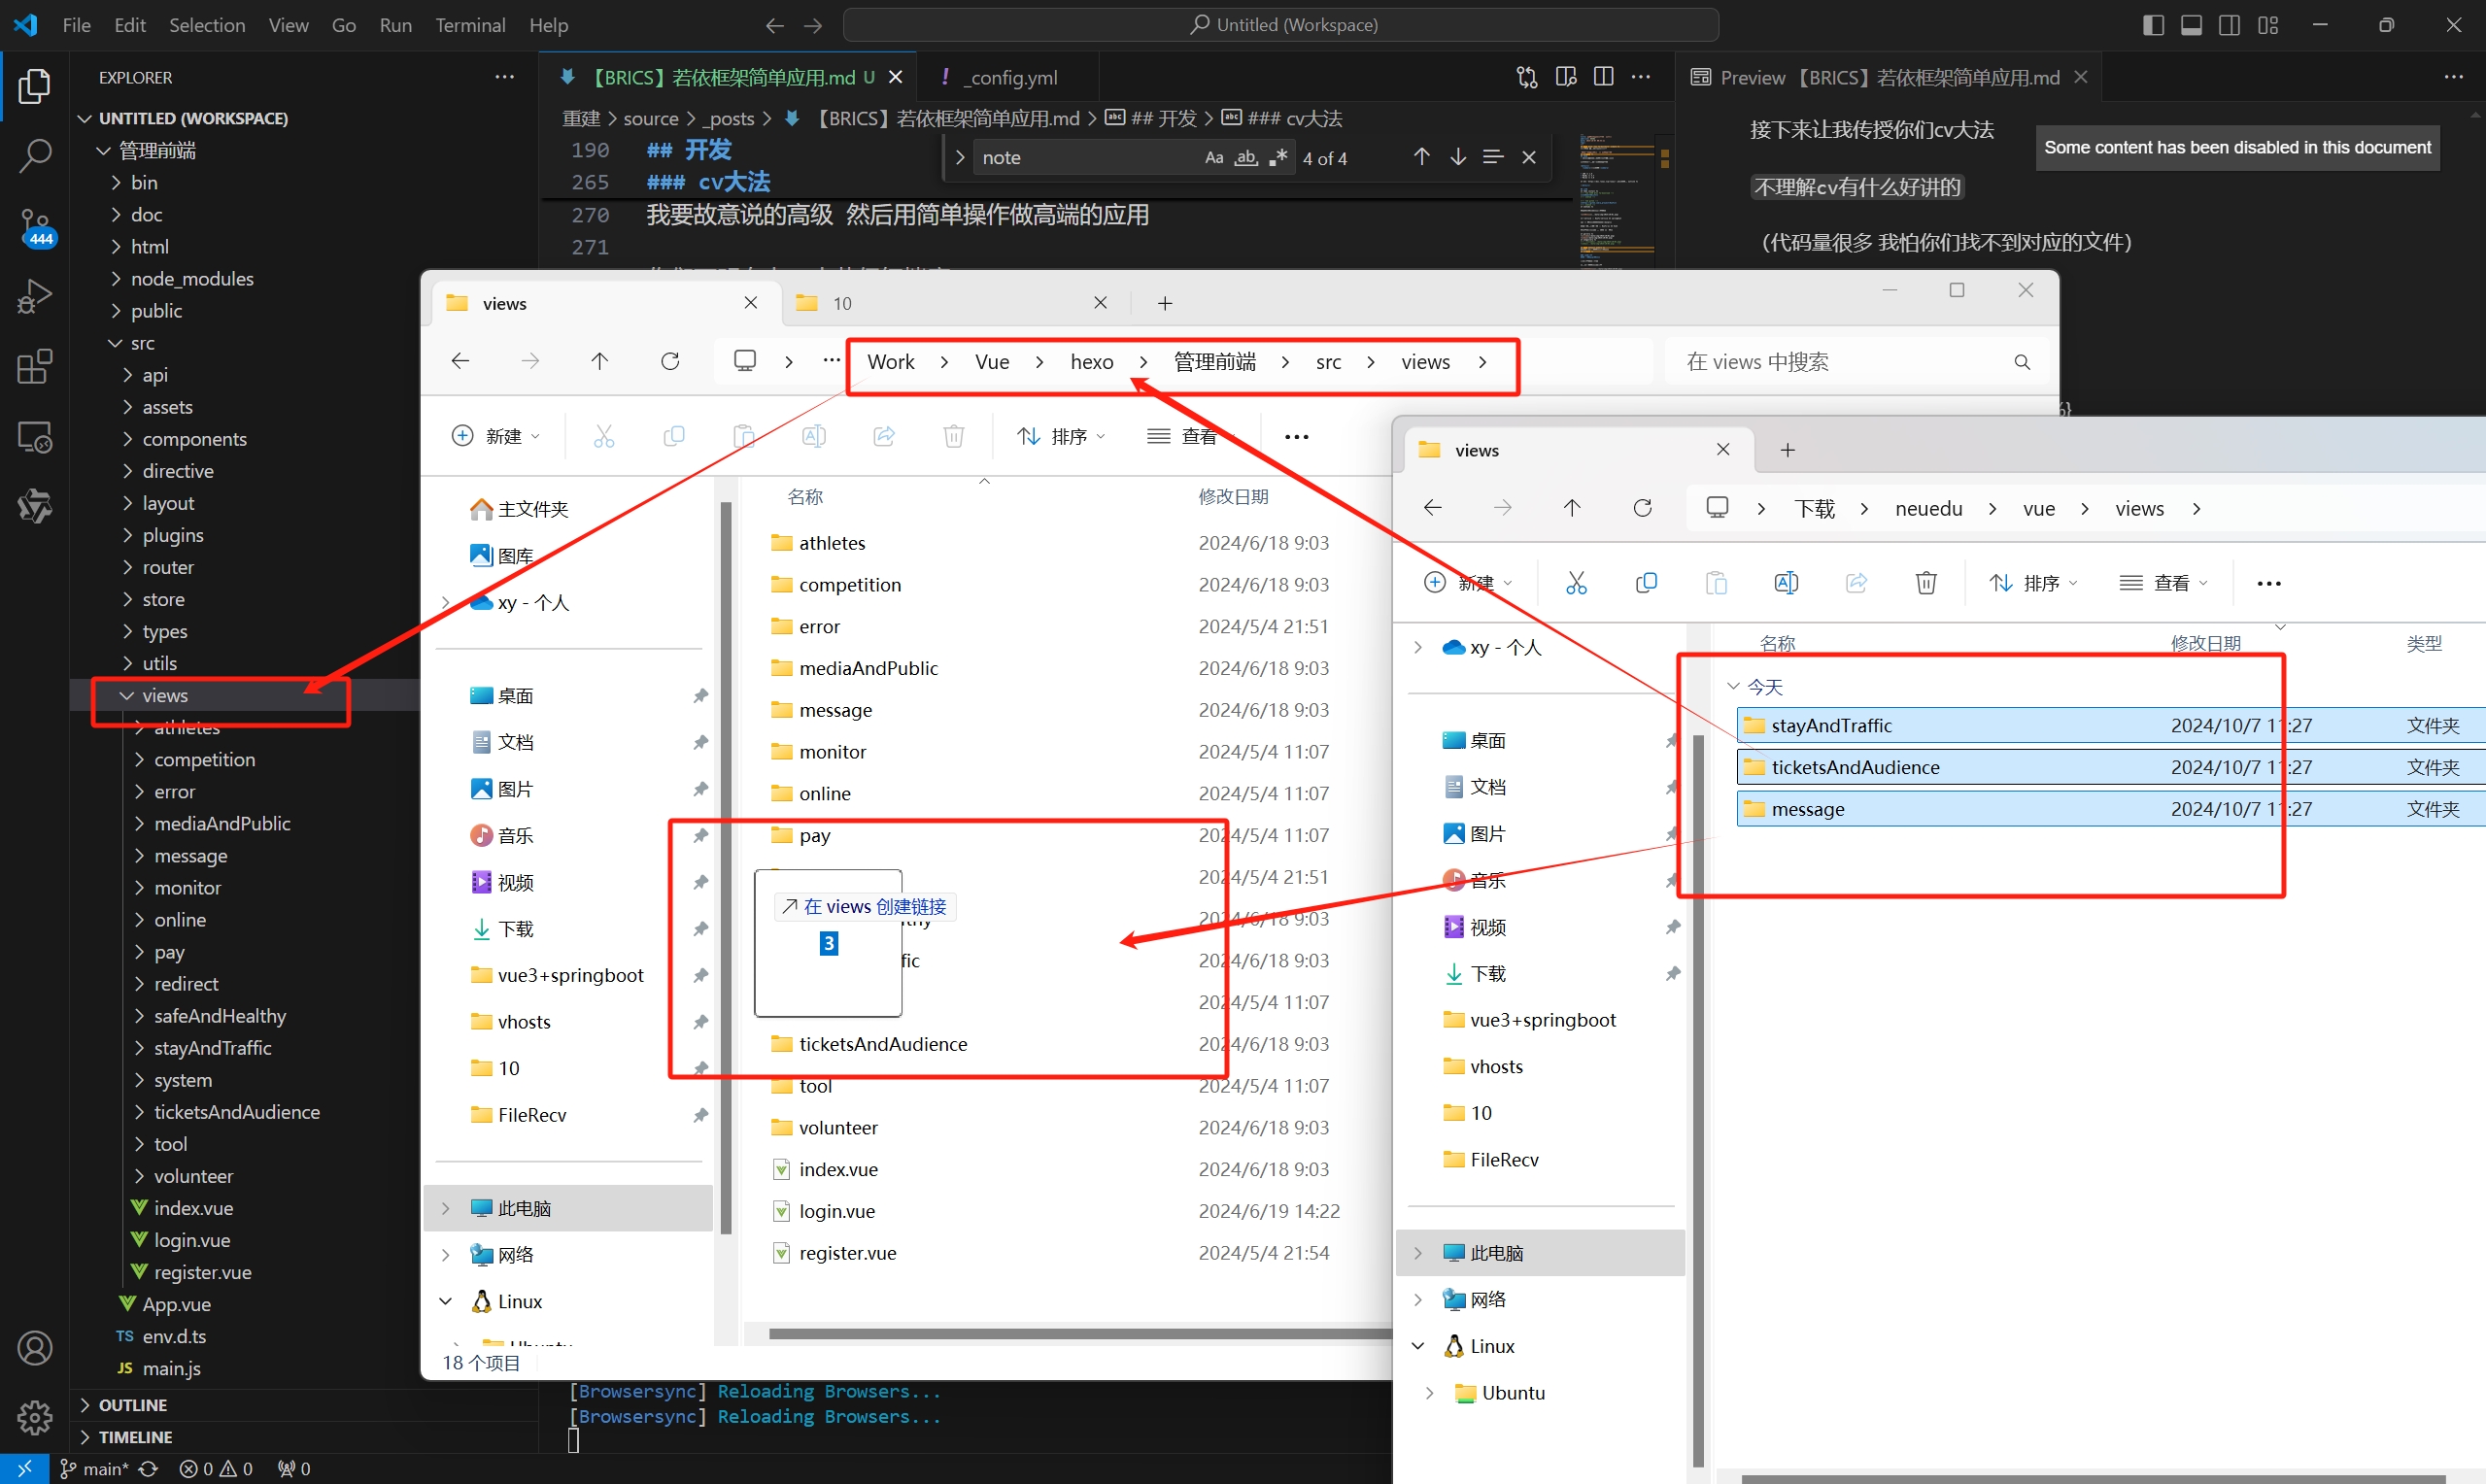 File Edit Selection View Go Run Terminal Help
Untitled (Workspace)
EXPLORER
UNTITLED (WORKSPACE)
管理前端
bin
doc
html
node_modules
public
src
api
assets
components
directive
layout
plugins
router
store
types
utils
views
athletes
competition
error
mediaAndPublic
message
monitor
online
pay
redirect
safeAndHealthy
stayAndTraffic
system
ticketsAndAudience
tool
volunteer
index.vue
login.vue
register.vue
App.vue
TS env.d.ts
JS main.js
OUTLINE
TIMELINE
444
main* 0 0 0
【BRICS】若依框架简单应用.md U
! _config.yml
重建 > source > _posts > 【BRICS】若依框架简单应用.md > ## 开发 > ### cv大法
190 ## 开发
265 ### cv大法
270 我要故意说的高级 然后用简单操作做高端的应用
271
note
Aa ab 4 of 4
Preview 【BRICS】若依框架简单应用.md
接下来让我传授你们cv大法
不理解cv有什么好讲的
（代码量很多 我怕你们找不到对应的文件）
Some content has been disabled in this document
views
10
Work > Vue > hexo > 管理前端 > src > views >
在 views 中搜索
新建
排序
查看
主文件夹
图库
xy - 个人
桌面
文档
图片
音乐
视频
下载
vue3+springboot
vhosts
10
FileRecv
此电脑
网络
Linux
18 个项目
名称 修改日期
athletes 2024/6/18 9:03
competition 2024/6/18 9:03
error 2024/5/4 21:51
mediaAndPublic 2024/6/18 9:03
message 2024/6/18 9:03
monitor 2024/5/4 11:07
online 2024/5/4 11:07
pay 2024/5/4 11:07
2024/5/4 21:51
2024/6/18 9:03
2024/6/18 9:03
2024/5/4 11:07
在 views 创建链接
3
ticketsAndAudience 2024/6/18 9:03
tool 2024/5/4 11:07
volunteer 2024/6/18 9:03
index.vue 2024/6/18 9:03
login.vue 2024/6/19 14:22
register.vue 2024/5/4 21:54
views
下载 > neuedu > vue > views >
新建
排序
查看
xy - 个人
桌面
文档
图片
音乐
视频
下载
vue3+springboot
vhosts
10
FileRecv
此电脑
网络
Linux
Ubuntu
名称 修改日期 类型
今天
stayAndTraffic 2024/10/7 11:27 文件夹
ticketsAndAudience 2024/10/7 11:27 文件夹
message 2024/10/7 11:27 文件夹
[Browsersync] Reloading Browsers...
[Browsersync] Reloading Browsers...